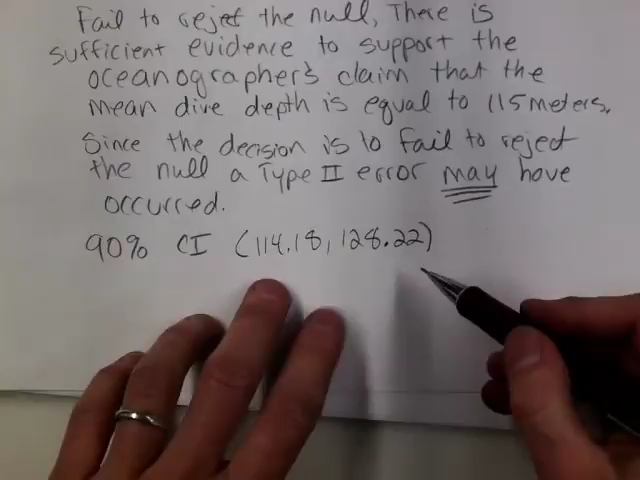 Fail to reject the null, There is
sufficient evidence to support the
oceanographer's claim that the
mean dive depth is equal to 115 meters.
Since the decision is to fail to reject
the null a Type II error may have
occurred.
90% CI (114.18, 128.22)